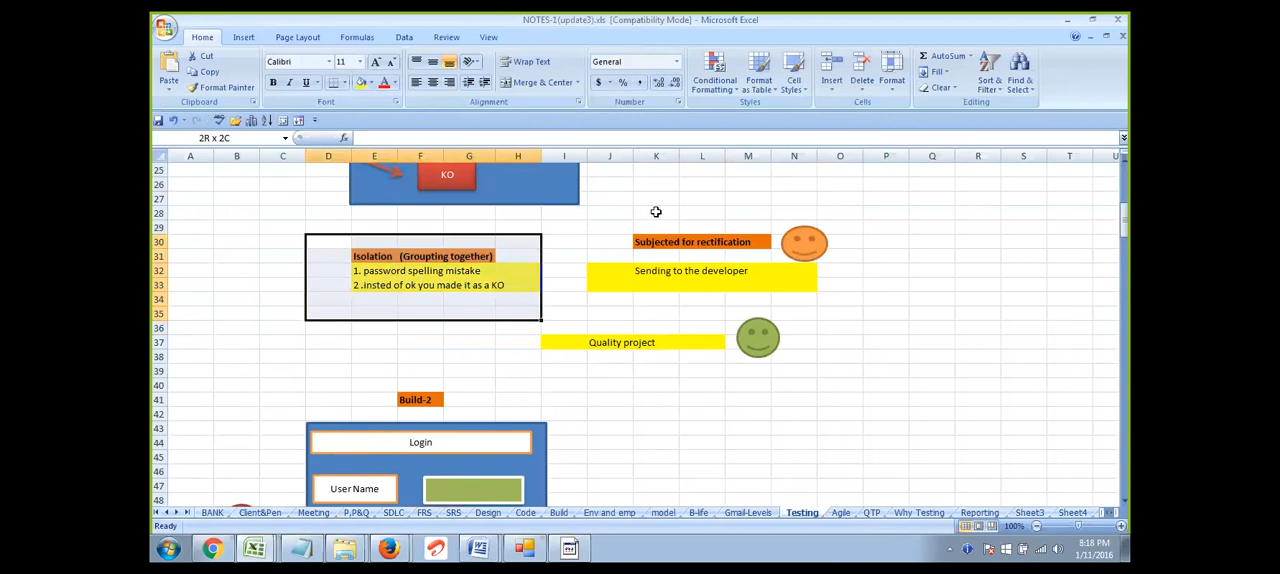 NOTES-1(update3).xls [Compatibility Mode] - Microsoft Excel
Home Insert Page Layout Formulas Data Review View
Cut
Copy
Format Painter
Paste
Clipboard
Calibri 11
B I U
Font
Wrap Text
Merge & Center
Alignment
General
$ % ,
Number
Conditional Formatting
Format as Table
Cell Styles
Styles
Insert
Delete
Format
Cells
AutoSum
Fill
Clear
Sort & Filter
Find & Select
Editing
2R x 2C
fx
A B C D E F G H I J K L M N O P Q R S T U
25
26
27
28
29
30
31
32
33
34
35
36
37
38
39
40
41
42
43
44
45
46
47
48
KO
Isolation (Groupting together)
1. password spelling mistake
2 .insted of ok you made it as a KO
Subjected for rectification
Sending to the developer
Quality project
Build-2
Login
User Name
BANK Client&Pen Meeting P,P&Q SDLC FRS SRS Design Code Build Env and emp model B-life Gmail-Levels Testing Agile QTP Why Testing Reporting Sheet3 Sheet4
Ready
100%
8:18 PM
1/11/2016